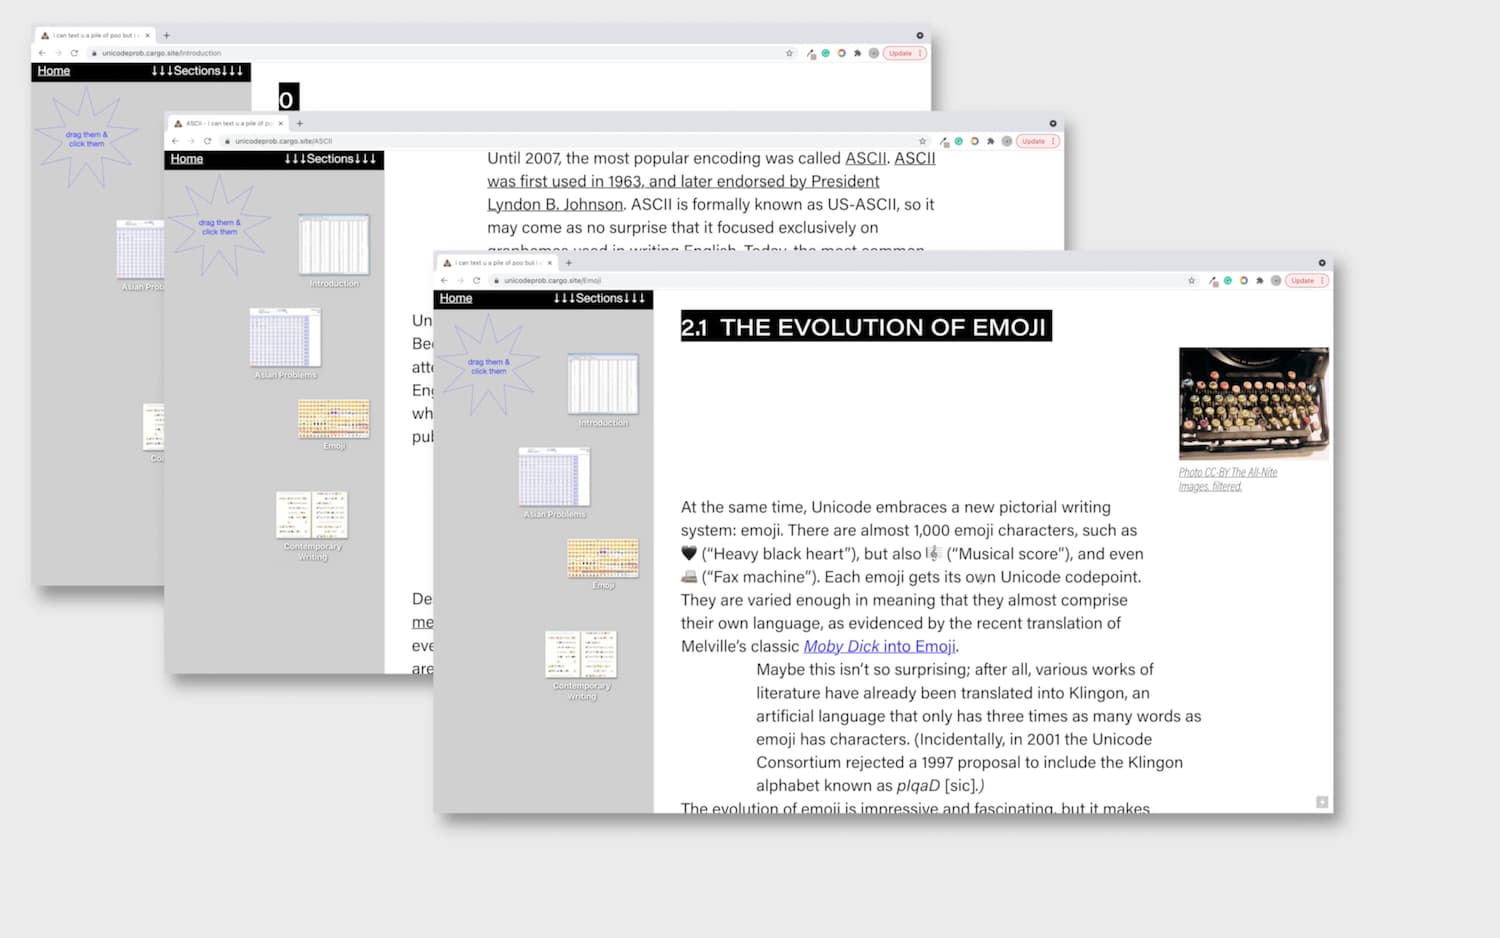 i can text u a pile of poo but i
unicodeprob.cargo.site/Introduction
Update
Home
↓↓↓Sections↓↓↓
0
drag them &
click them
Asian Prob
Co
ASCII – i can text u a pile of po
unicodeprob.cargo.site/ASCII
Update
Home
↓↓↓Sections↓↓↓
drag them &
click them
Introduction
Asian Problems
Emoji
Contemporary
Writing
Until 2007, the most popular encoding was called ASCII. ASCII
was first used in 1963, and later endorsed by President
Lyndon B. Johnson. ASCII is formally known as US-ASCII, so it
may come as no surprise that it focused exclusively on
graphemes used in writing English. Today, the most common
Un
Bec
atte
Eng
wh
pub
De
me
eve
are
i can text u a pile of poo but i
unicodeprob.cargo.site/Emoji
Update
Home
↓↓↓Sections↓↓↓
drag them &
click them
Introduction
Asian Problems
Emoji
Contemporary
Writing
2.1 THE EVOLUTION OF EMOJI
Photo CC-BY The All-Nite
Images, filtered.
At the same time, Unicode embraces a new pictorial writing
system: emoji. There are almost 1,000 emoji characters, such as
🖤 (“Heavy black heart”), but also 🎼 (“Musical score”), and even
📠 (“Fax machine”). Each emoji gets its own Unicode codepoint.
They are varied enough in meaning that they almost comprise
their own language, as evidenced by the recent translation of
Melville’s classic Moby Dick into Emoji.
Maybe this isn’t so surprising; after all, various works of
literature have already been translated into Klingon, an
artificial language that only has three times as many words as
emoji has characters. (Incidentally, in 2001 the Unicode
Consortium rejected a 1997 proposal to include the Klingon
alphabet known as pIqaD [sic].)
The evolution of emoji is impressive and fascinating, but it makes